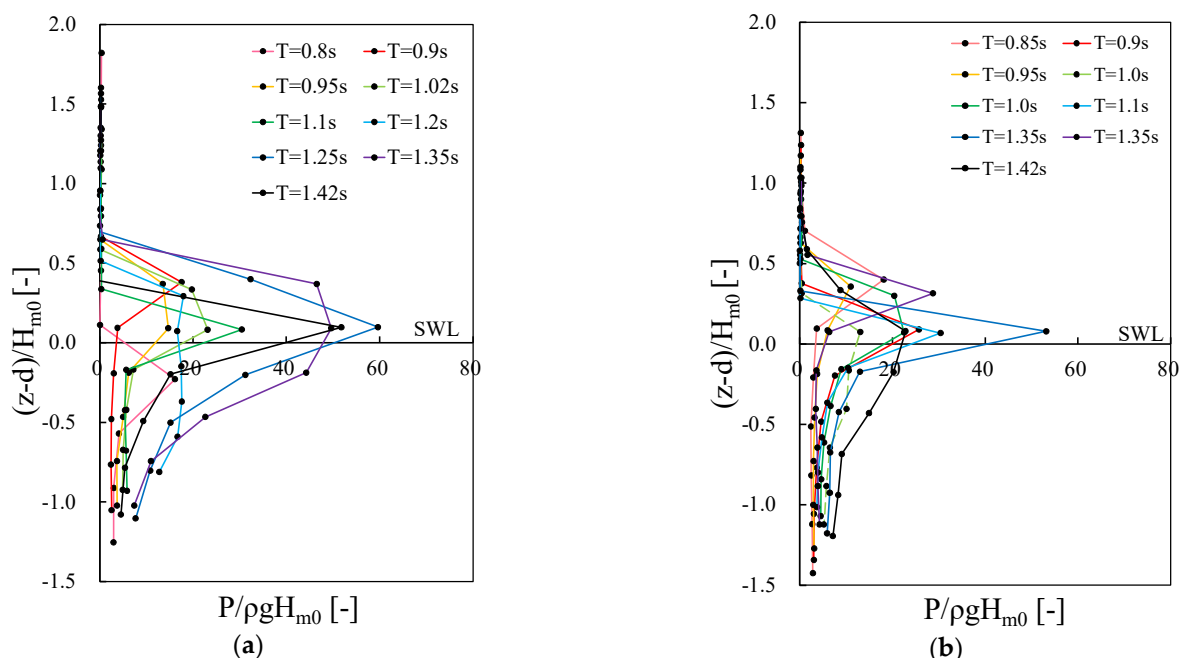 2.0
1.5
1.0
0.5
0.0
-0.5
-1.0
-1.5
(z-d)/Hm0 [-]
T=0.8s T=0.9s
T=0.95s T=1.02s
T=1.1s T=1.2s
T=1.25s T=1.35s
T=1.42s
SWL
0 20 40 60 80
P/ρgHm0 [-]
(a)
2.0
1.5
1.0
0.5
0.0
-0.5
-1.0
-1.5
(z-d)/Hm0 [-]
T=0.85s T=0.9s
T=0.95s T=1.0s
T=1.0s T=1.1s
T=1.35s T=1.35s
T=1.42s
SWL
0 20 40 60 80
P/ρgHm0 [-]
(b)